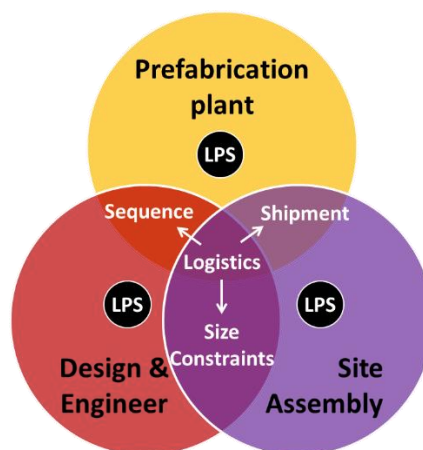 Prefabrication
plant
LPS
Sequence
Shipment
Logistics
LPS
LPS
Size
Constraints
Design &
Engineer
Site
Assembly